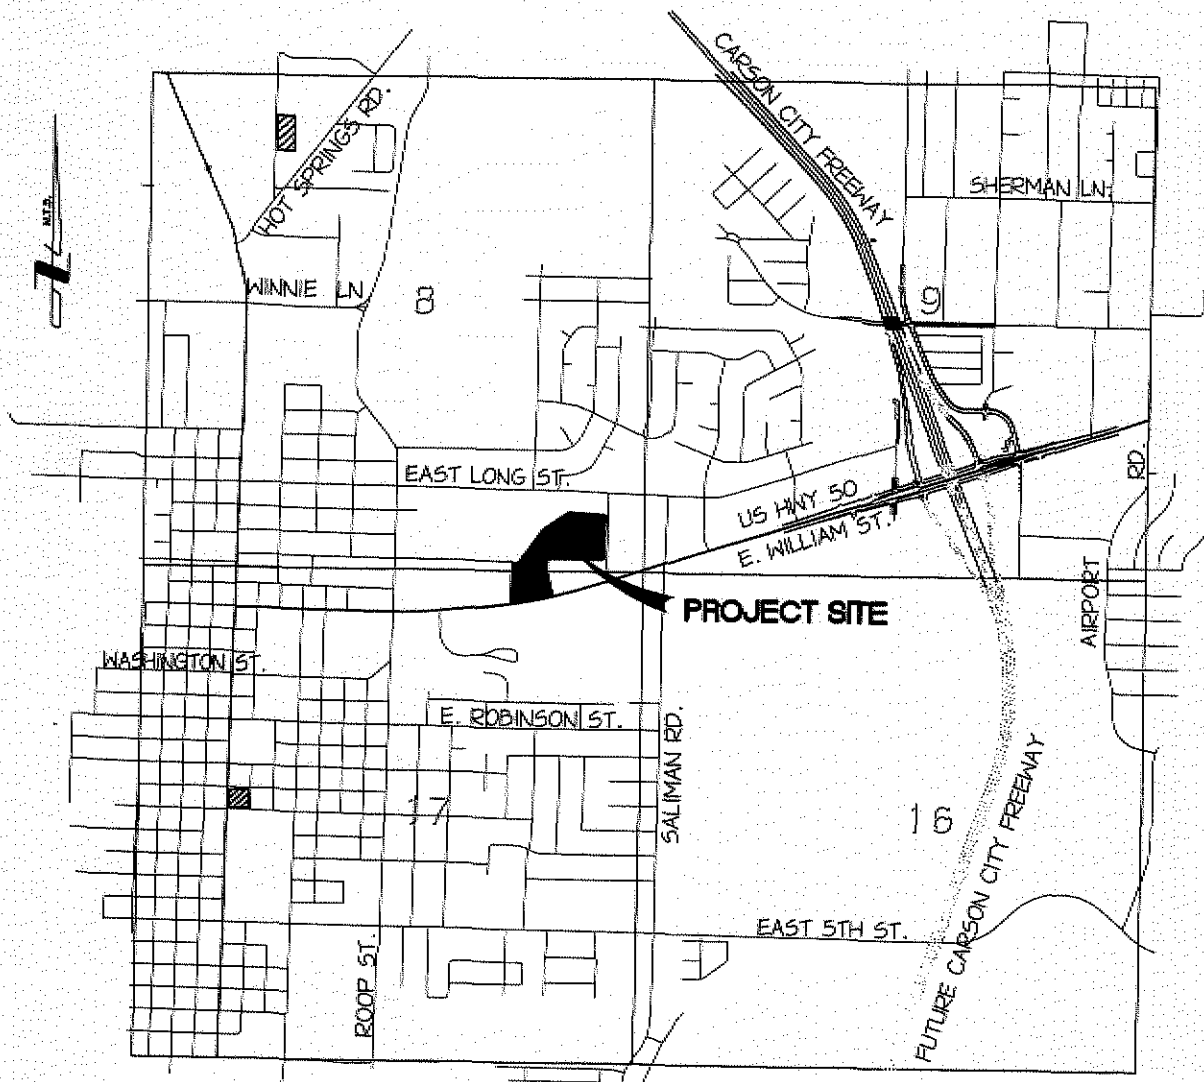 CARSON CITY FREEWAY
HOT SPRINGS RD.
SHERMAN LN.
N.T.S.
WINNIE LN
8
9
EAST LONG ST.
US HWY 50
E. WILLIAM ST.
RD
AIRPORT
PROJECT SITE
WASHINGTON ST.
E. ROBINSON ST.
SALIMAN RD.
17
16
FUTURE CARSON CITY FREEWAY
EAST 5TH ST.
ROOP ST.